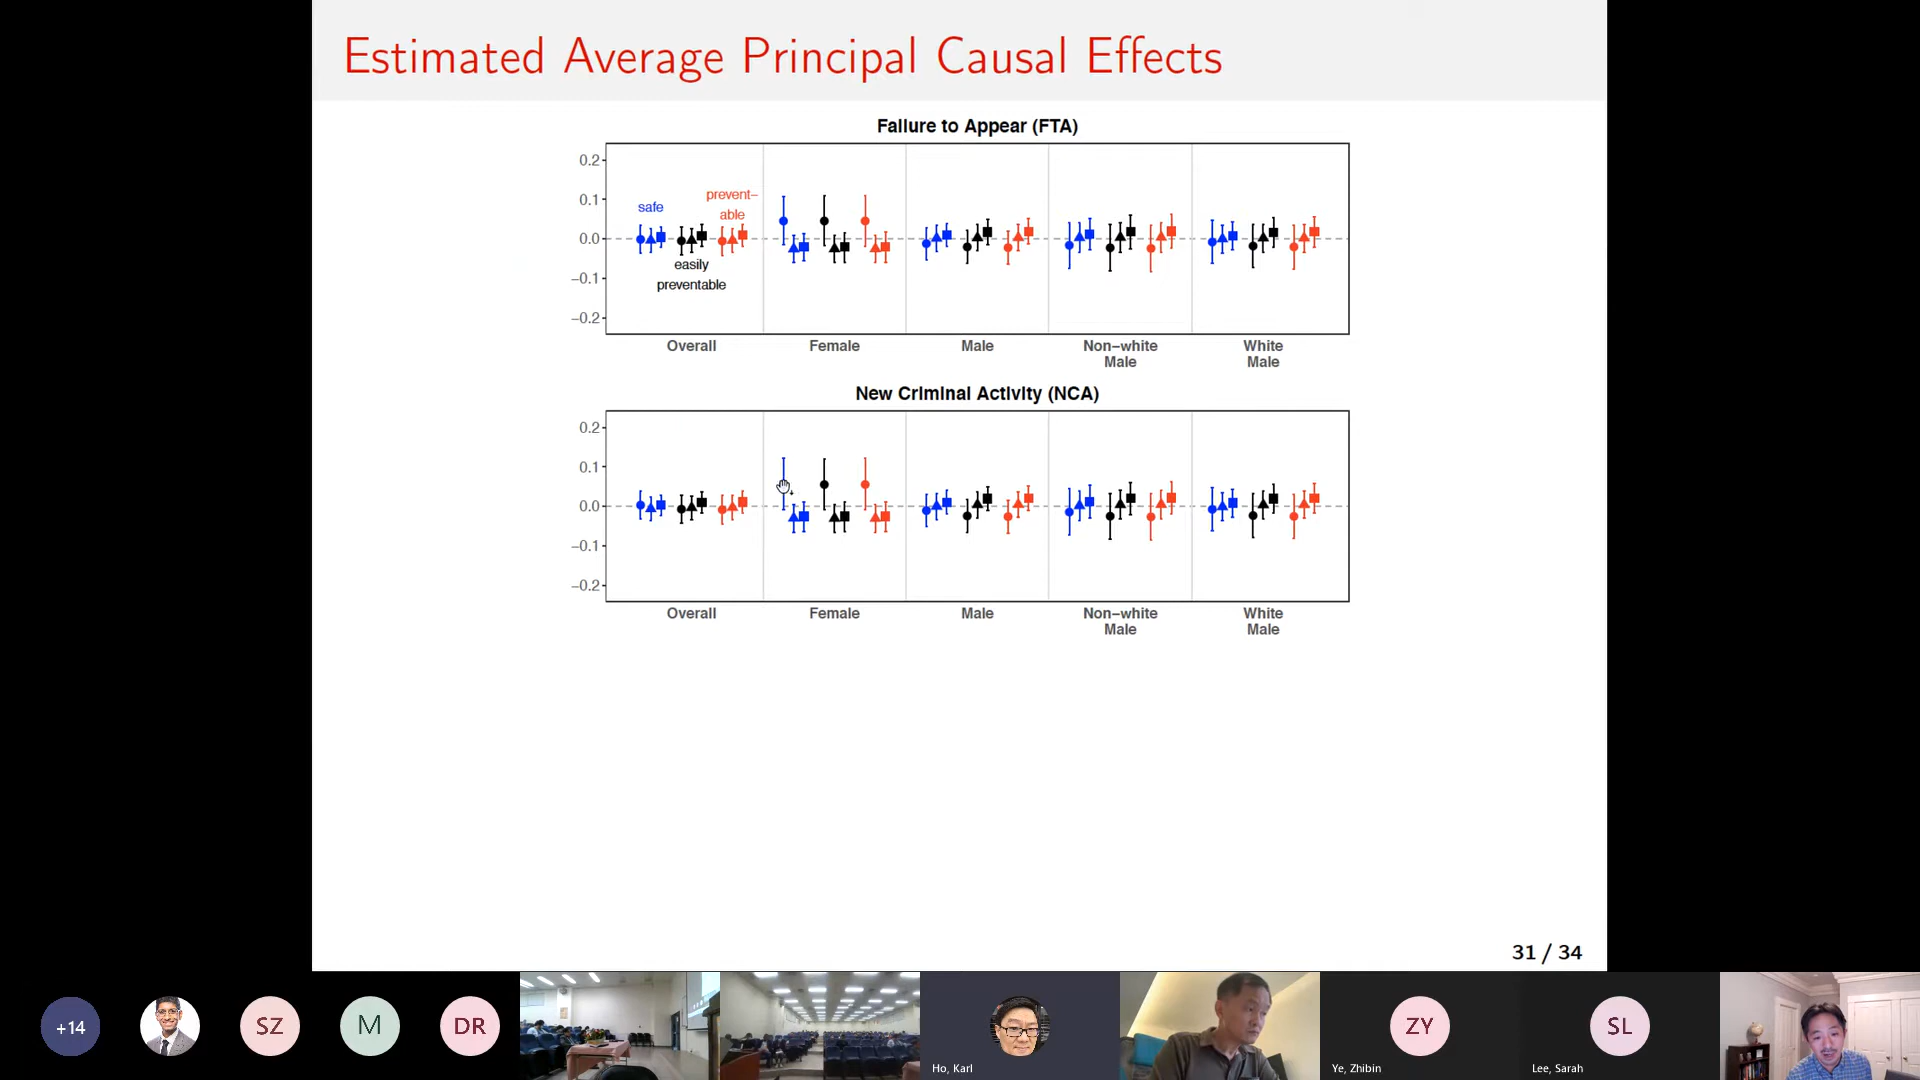 Estimated Average Principal Causal Effects
Failure to Appear (FTA)
0.2
0.1
0.0
−0.1
−0.2
safe
prevent−
able
easily
preventable
Overall
Female
Male
Non−white
Male
White
Male
New Criminal Activity (NCA)
0.2
0.1
0.0
−0.1
−0.2
Overall
Female
Male
Non−white
Male
White
Male
31 / 34
+14
SZ
M
DR
Ho, Karl
ZY
Ye, Zhibin
SL
Lee, Sarah